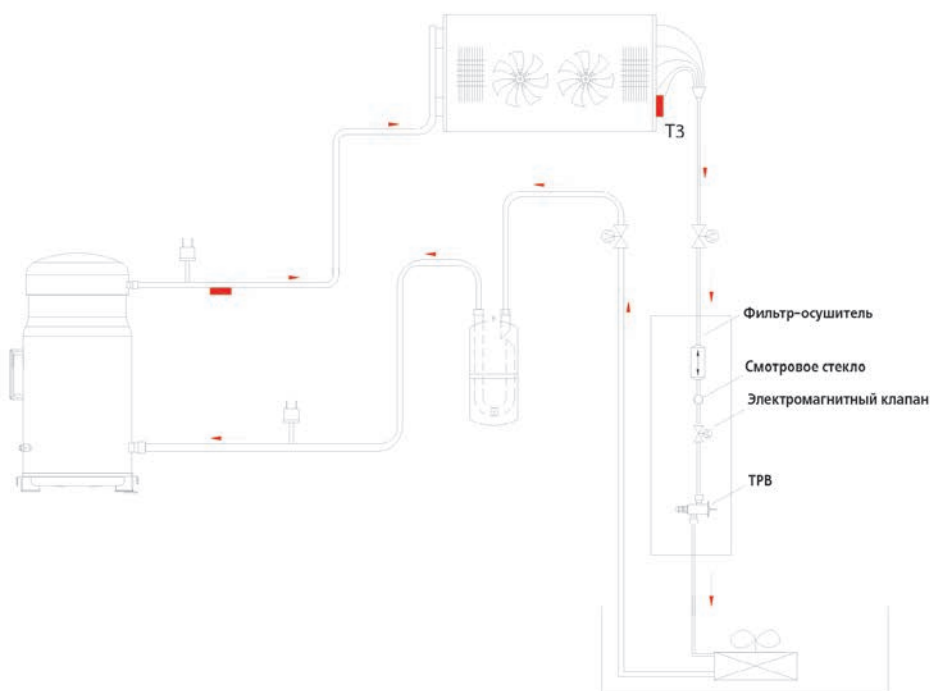 T3
Фильтр-осушитель
Смотровое стекло
Электромагнитный клапан
ТРВ